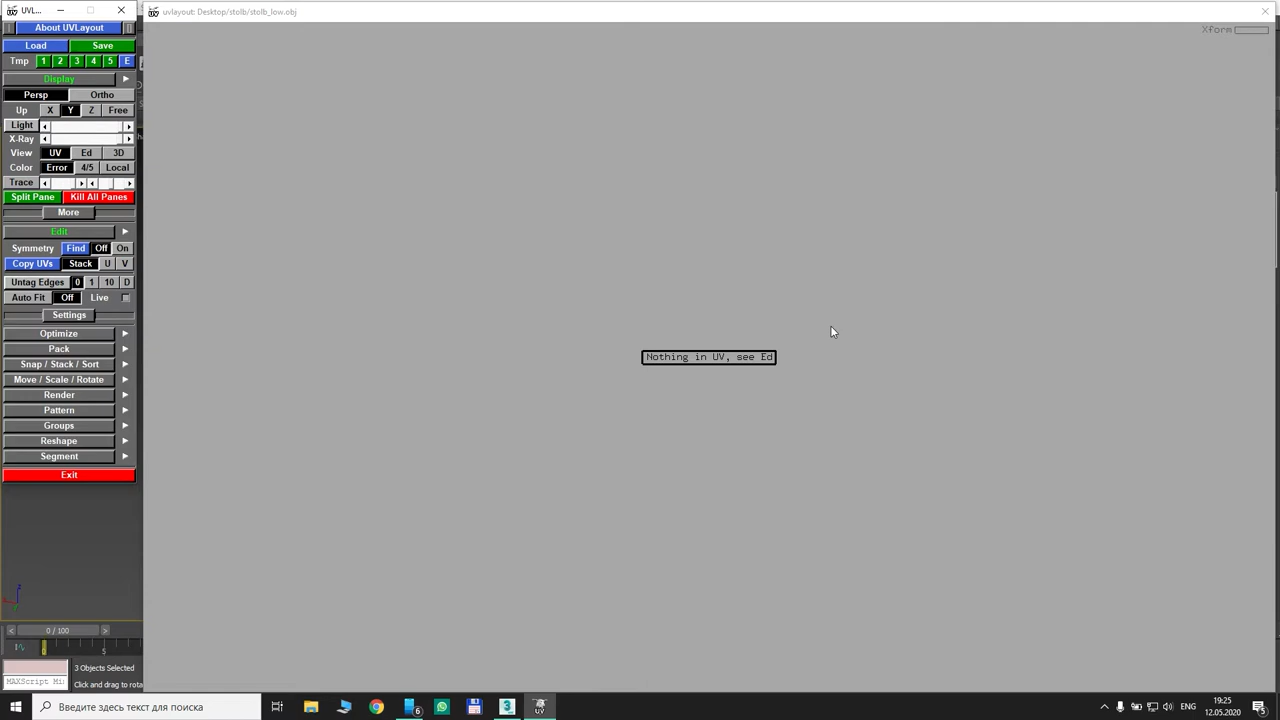 UVL...
uvlayout: Desktop/stolb/stolb_low.obj
About UVLayout
Load Save
Xform
Tmp 1 2 3 4 5 E
Display
Persp Ortho
Up X Y Z Free
Light
X-Ray
View UV Ed 3D
Color Error 4/5 Local
Trace
Split Pane Kill All Panes
More
Edit
Symmetry Find Off On
Copy UVs Stack U V
Untag Edges 0 1 10 D
Auto Fit Off Live
Settings
Optimize
Pack
Nothing in UV, see Ed
Snap / Stack / Sort
Move / Scale / Rotate
Render
Pattern
Groups
Reshape
Segment
Exit
0 / 100
5
3 Objects Selected
MAXScript Mi
Click and drag to rota
Введите здесь текст для поиска
6
3
UV
ENG
19:25
12.05.2020
5